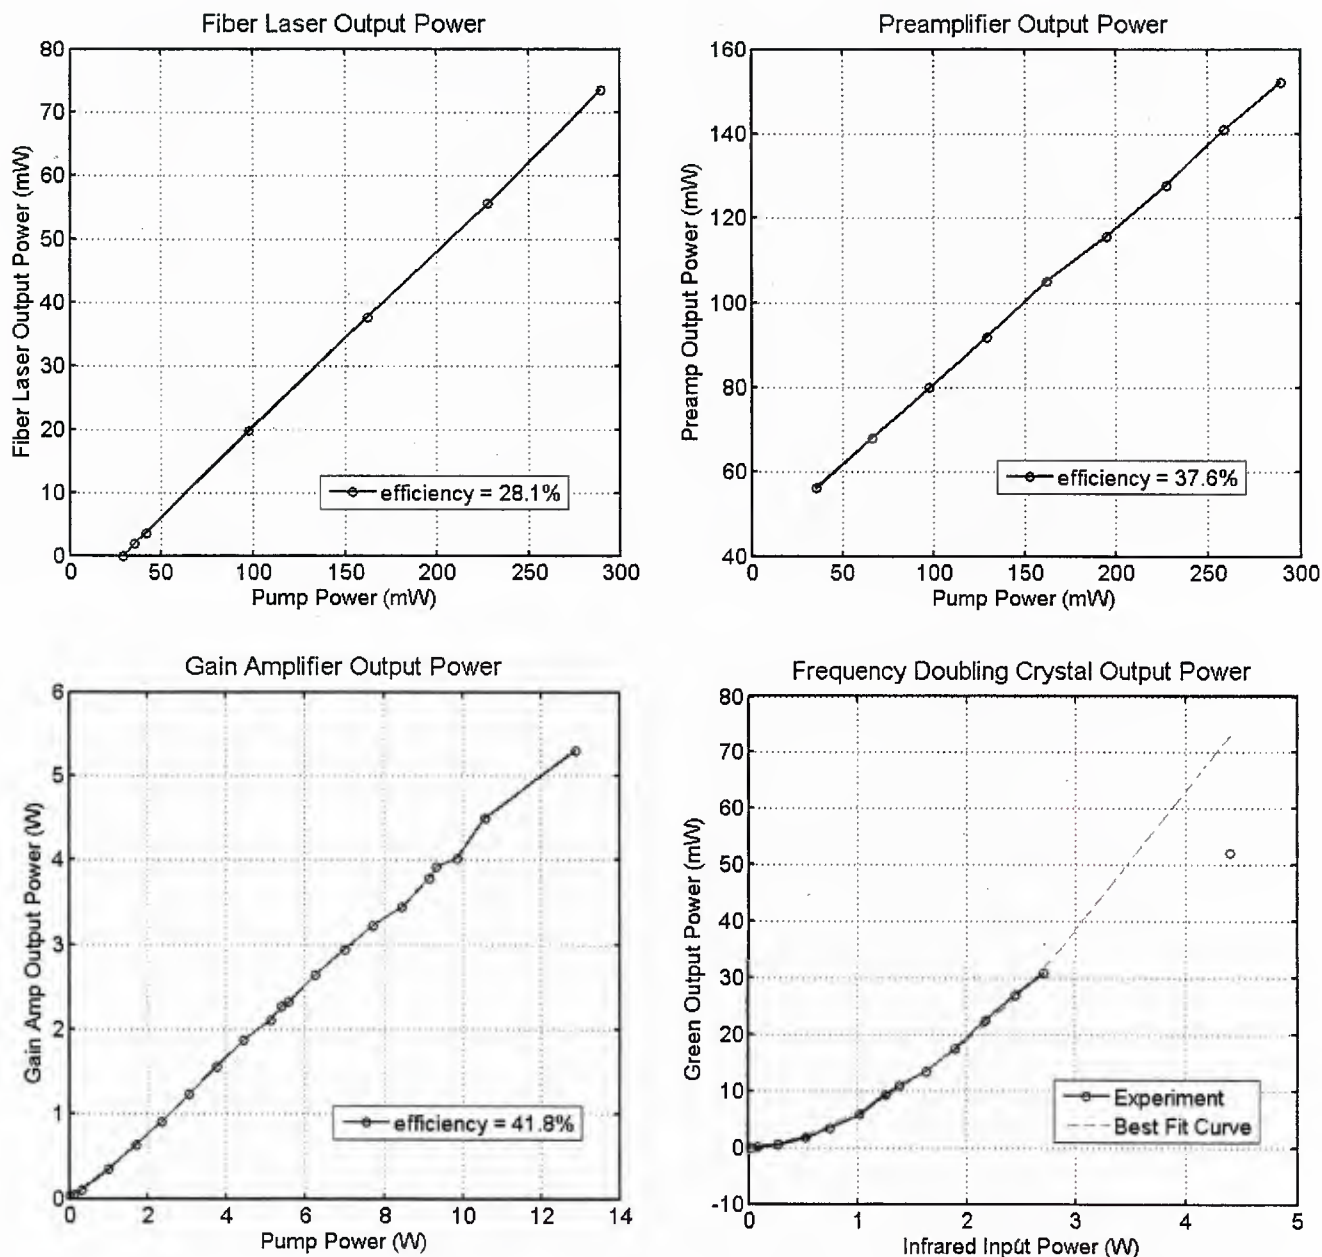 Fiber Laser Output Power
Fiber Laser Output Power (mW)
80
70
60
50
40
30
20
10
0
efficiency = 28.1%
0 50 100 150 200 250 300
Pump Power (mW)
Preamplifier Output Power
Preamp Output Power (mW)
160
140
120
100
80
60
40
efficiency = 37.6%
0 50 100 150 200 250 300
Pump Power (mW)
Gain Amplifier Output Power
Gain Amp Output Power (W)
6
5
4
3
2
1
0
efficiency = 41.8%
0 2 4 6 8 10 12 14
Pump Power (W)
Frequency Doubling Crystal Output Power
Green Output Power (mW)
80
70
60
50
40
30
20
10
0
-10
Experiment
Best Fit Curve
0 1 2 3 4 5
Infrared Input Power (W)